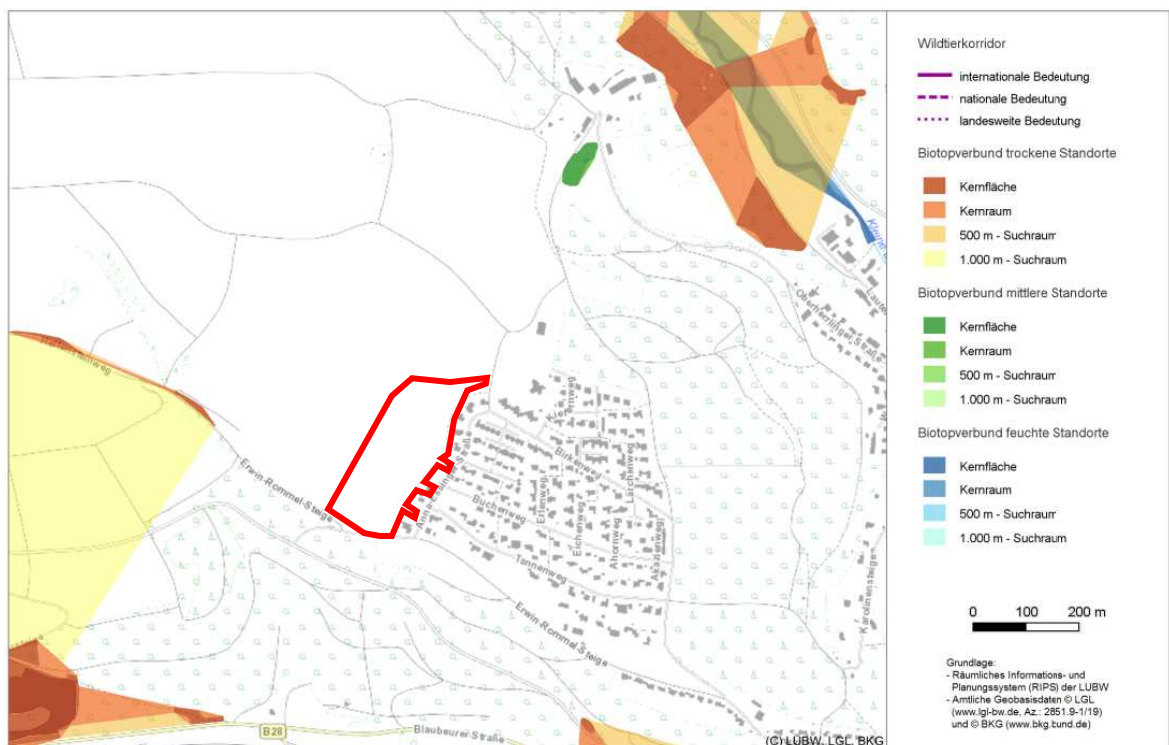 Kleine
Laute
Oberherrlinger Straße
Birkenweg
Lärchenweg
Erlenweg
Eichenweg
Ahornweg
Akazienweg
Buchenweg
Tannenweg
Erwin-Rommel-Steige
Erwin-Rommel-Steige
Karolinensteige
B28
Blaubeurer Straße
(C) LUBW, LGL, BKG
Wildtierkorridor
internationale Bedeutung
nationale Bedeutung
landesweite Bedeutung
Biotopverbund trockene Standorte
Kernfläche
Kernraum
500 m - Suchraum
1.000 m - Suchraum
Biotopverbund mittlere Standorte
Kernfläche
Kernraum
500 m - Suchraum
1.000 m - Suchraum
Biotopverbund feuchte Standorte
Kernfläche
Kernraum
500 m - Suchraum
1.000 m - Suchraum
0 100 200 m
Grundlage:
- Räumliches Informations- und
Planungssystem (RIPS) der LUBW
- Amtliche Geobasisdaten © LGL
(www.lgl-bw.de, Az.: 2851.9-1/19)
und © BKG (www.bkg.bund.de)